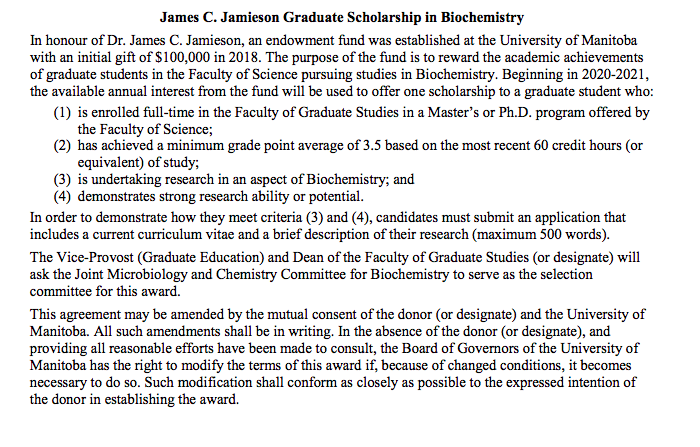 James C. Jamieson Graduate Scholarship in Biochemistry
In honour of Dr. James C. Jamieson, an endowment fund was established at the University of Manitoba
with an initial gift of $100,000 in 2018. The purpose of the fund is to reward the academic achievements
of graduate students in the Faculty of Science pursuing studies in Biochemistry. Beginning in 2020-2021,
the available annual interest from the fund will be used to offer one scholarship to a graduate student who:
(1) is enrolled full-time in the Faculty of Graduate Studies in a Master's or Ph.D. program offered by
the Faculty of Science;
(2) has achieved a minimum grade point average of 3.5 based on the most recent 60 credit hours (or
equivalent) of study;
(3) is undertaking research in an aspect of Biochemistry; and
(4) demonstrates strong research ability or potential.
In order to demonstrate how they meet criteria (3) and (4), candidates must submit an application that
includes a current curriculum vitae and a brief description of their research (maximum 500 words).
The Vice-Provost (Graduate Education) and Dean of the Faculty of Graduate Studies (or designate) will
ask the Joint Microbiology and Chemistry Committee for Biochemistry to serve as the selection
committee for this award.
This agreement may be amended by the mutual consent of the donor (or designate) and the University of
Manitoba. All such amendments shall be in writing. In the absence of the donor (or designate), and
providing all reasonable efforts have been made to consult, the Board of Governors of the University of
Manitoba has the right to modify the terms of this award if, because of changed conditions, it becomes
necessary to do so. Such modification shall conform as closely as possible to the expressed intention of
the donor in establishing the award.